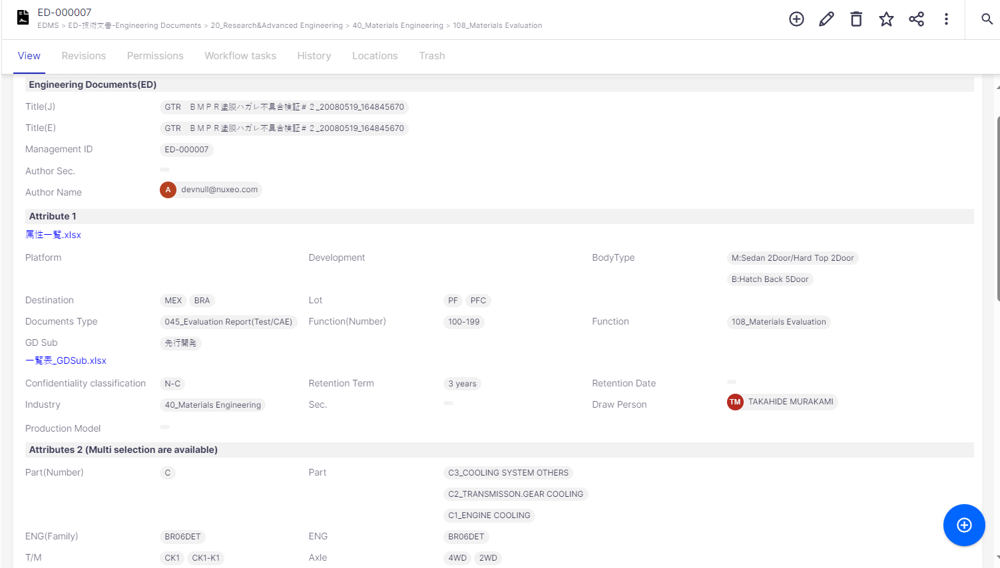 ED-000007
EDMS > ED-技術文書-Engineering Documents > 20_Research&Advanced Engineering > 40_Materials Engineering > 108_Materials Evaluation
View Revisions Permissions Workflow tasks History Locations Trash
Engineering Documents(ED)
Title(J) GTR　ＢＭＰＲ塗膜ハガレ不具合検証＃２_20080519_164845670
Title(E) GTR　ＢＭＰＲ塗膜ハガレ不具合検証＃２_20080519_164845670
Management ID ED-000007
Author Sec.
Author Name A devnull@nuxeo.com
Attribute 1
属性一覧.xlsx
Platform Development BodyType M:Sedan 2Door/Hard Top 2Door
B:Hatch Back 5Door
Destination MEX BRA Lot PF PFC
Documents Type 045_Evaluation Report(Test/CAE) Function(Number) 100-199 Function 108_Materials Evaluation
GD Sub 先行開発
一覧表_GDSub.xlsx
Confidentiality classification N-C Retention Term 3 years Retention Date
Industry 40_Materials Engineering Sec. Draw Person TM TAKAHIDE MURAKAMI
Production Model
Attributes 2 (Multi selection are available)
Part(Number) C Part C3_COOLING SYSTEM OTHERS
C2_TRANSMISSON.GEAR COOLING
C1_ENGINE COOLING
ENG(Family) BR06DET ENG BR06DET
T/M CK1 CK1-K1 Axle 4WD 2WD